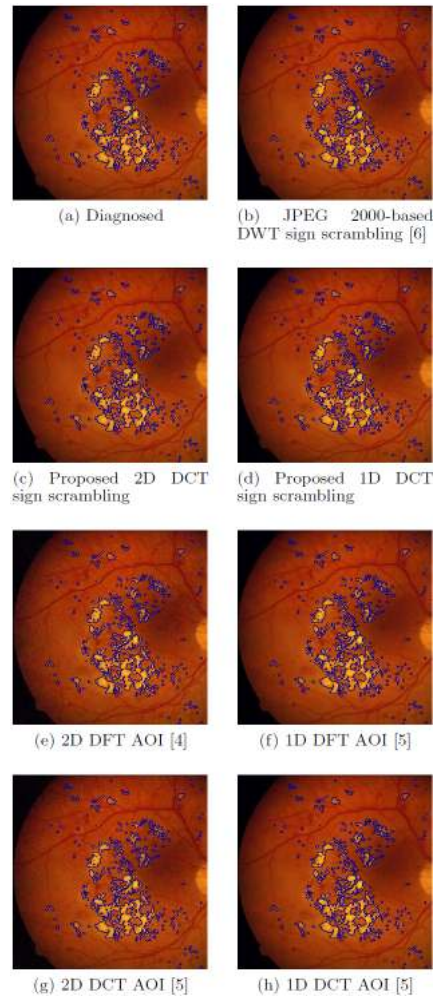 (a) Diagnosed
(b) JPEG 2000-based
DWT sign scrambling [6]
(c) Proposed 2D DCT
sign scrambling
(d) Proposed 1D DCT
sign scrambling
(e) 2D DFT AOI [4]
(f) 1D DFT AOI [5]
(g) 2D DCT AOI [5]
(h) 1D DCT AOI [5]